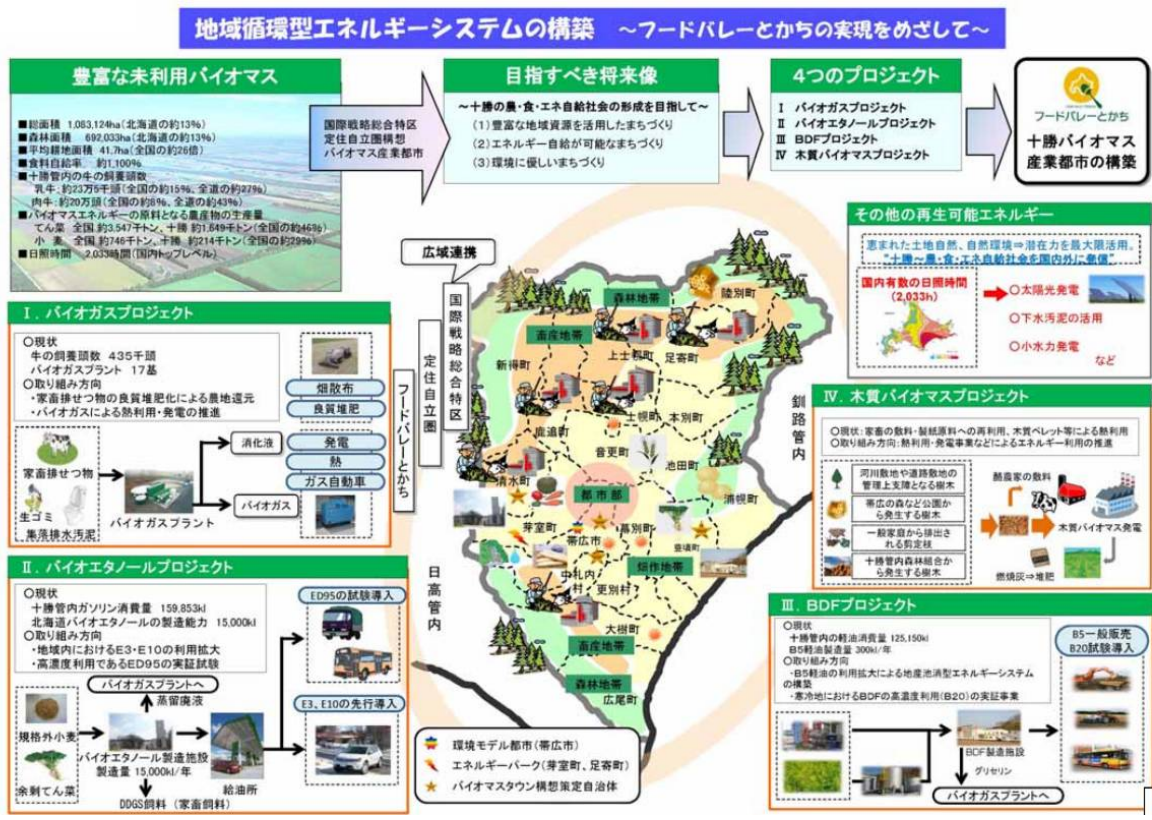 地域循環型エネルギーシステムの構築 ～フードバレーとかちの実現をめざして～
豊富な未利用バイオマス
■総面積 1,083,124ha(北海道の約13%)
■森林面積 692,033ha(北海道の約13%)
■平均耕地面積 41.7ha(全国の約26倍)
■食料自給率 約1,100%
■十勝管内の牛の飼養頭数
乳牛:約23万5千頭(全国の約15%、全道の約27%)
肉牛:約20万頭(全国の約8%、全道の約43%)
■バイオマスエネルギーの原料となる農産物の生産量
てん菜 全国 約3,547千トン、十勝 約1,649千トン(全国の約46%)
小 麦 全国 約746千トン、十勝 約214千トン(全国の約29%)
■日照時間 2,033時間(国内トップレベル)
国際戦略総合特区
定住自立圏構想
バイオマス産業都市
目指すべき将来像
～十勝の農・食・エネ自給社会の形成を目指して～
(1)豊富な地域資源を活用したまちづくり
(2)エネルギー自給が可能なまちづくり
(3)環境に優しいまちづくり
4つのプロジェクト
Ⅰ バイオガスプロジェクト
Ⅱ バイオエタノールプロジェクト
Ⅲ BDFプロジェクト
Ⅳ 木質バイオマスプロジェクト
フードバレーとかち
十勝バイオマス
産業都市の構築
その他の再生可能エネルギー
恵まれた土地自然、自然環境⇒潜在力を最大限活用。
"十勝～農・食・エネ自給社会を国内外に発信"
国内有数の日照時間
(2,033h)
○太陽光発電
○下水汚泥の活用
○小水力発電
など
Ⅰ．バイオガスプロジェクト
○現状
牛の飼養頭数 435千頭
バイオガスプラント 17基
○取り組み方向
・家畜排せつ物の良質堆肥化による農地還元
・バイオガスによる熱利用・発電の推進
畑散布
良質堆肥
消化液
発電
熱
ガス自動車
バイオガス
家畜排せつ物
生ゴミ
集落排水汚泥
バイオガスプラント
広域連携
国際戦略総合特区
定住自立圏
フードバレーとかち
森林地帯
陸別町
畜産地帯
上士幌町
足寄町
新得町
士幌町
本別町
鹿追町
音更町
池田町
清水町
都市部
浦幌町
芽室町
帯広市
幕別町
豊頃町
畑作地帯
中札内村
更別村
大樹町
畜産地帯
森林地帯
広尾町
釧路管内
日高管内
環境モデル都市(帯広市)
エネルギーパーク(芽室町、足寄町)
バイオマスタウン構想策定自治体
Ⅳ．木質バイオマスプロジェクト
○現状:家畜の敷料・製紙原料への再利用、木質ペレット等による熱利用
○取り組み方向:熱利用・発電事業などによるエネルギー利用の推進
河川敷地や道路敷地の
管理上支障となる樹木
帯広の森など公園か
ら発生する樹木
一般家庭から排出さ
れる剪定枝
十勝管内森林組合か
ら発生する樹木
酪農家の敷料
木質バイオマス発電
燃焼灰⇒堆肥
Ⅱ．バイオエタノールプロジェクト
○現状
十勝管内ガソリン消費量 159,853kl
北海道バイオエタノールの製造能力 15,000kl
○取り組み方向
・地域内におけるE3・E10の利用拡大
・高濃度利用であるED95の実証試験
ED95の試験導入
バイオガスプラントへ
蒸留廃液
E3、E10の先行導入
規格外小麦
余剰てん菜
バイオエタノール製造施設
製造量 15,000kl/年
給油所
DDGS飼料 (家畜飼料)
Ⅲ．BDFプロジェクト
○現状
十勝管内の軽油消費量 125,150kl
B5軽油製造量 300kl/年
○取り組み方向
・B5軽油の利用拡大による地産地消型エネルギーシステム
の構築
・寒冷地におけるBDFの高濃度利用(B20)の実証事業
B5一般販売
B20試験導入
BDF製造施設
グリセリン
バイオガスプラントへ